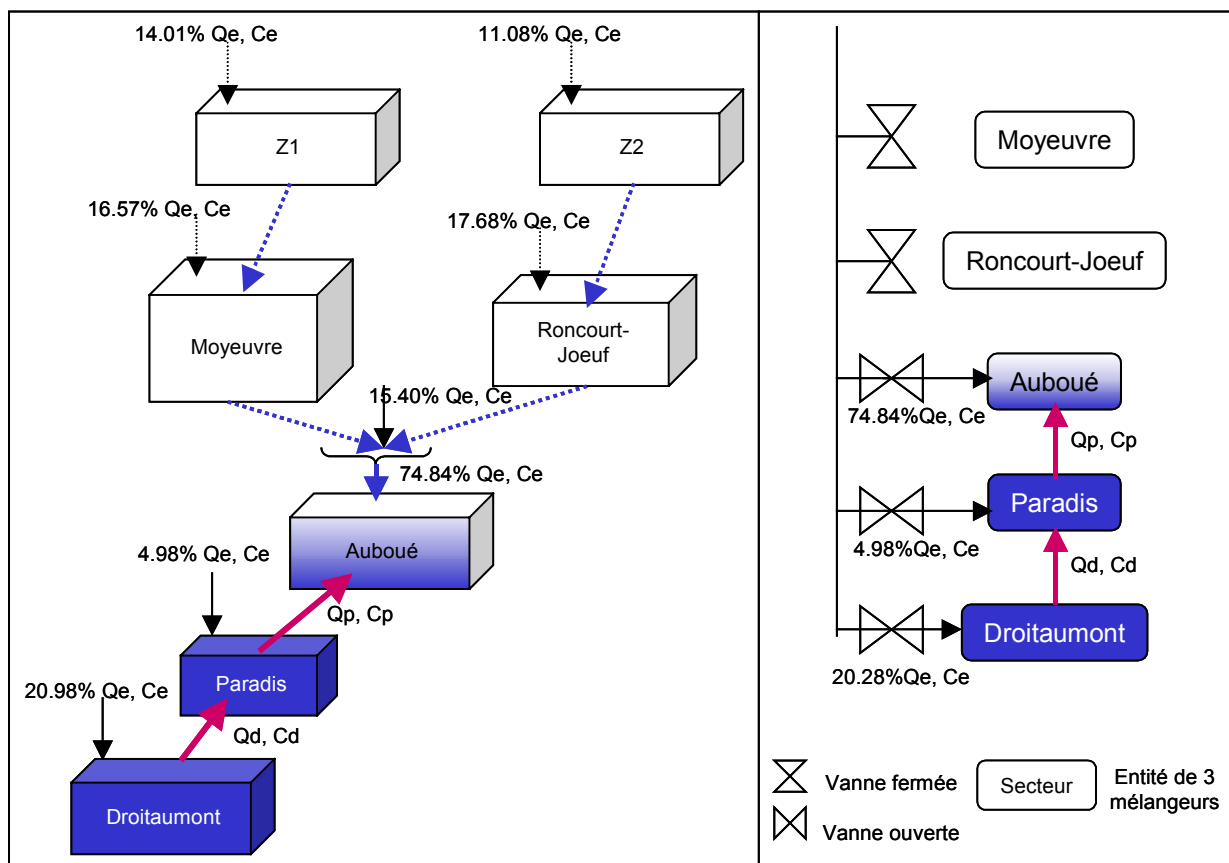 14.01% Qe, Ce
11.08% Qe, Ce
Z1
Z2
16.57% Qe, Ce
17.68% Qe, Ce
Moyeuvre
Roncourt-
Joeuf
15.40% Qe, Ce
74.84% Qe, Ce
Auboué
4.98% Qe, Ce
Qp, Cp
Paradis
20.98% Qe, Ce
Qd, Cd
Droitaumont
Moyeuvre
Roncourt-Joeuf
Auboué
74.84%Qe, Ce
Qp, Cp
Paradis
4.98%Qe, Ce
Qd, Cd
Droitaumont
20.28%Qe, Ce
Vanne fermée
Vanne ouverte
Secteur
Entité de 3
mélangeurs